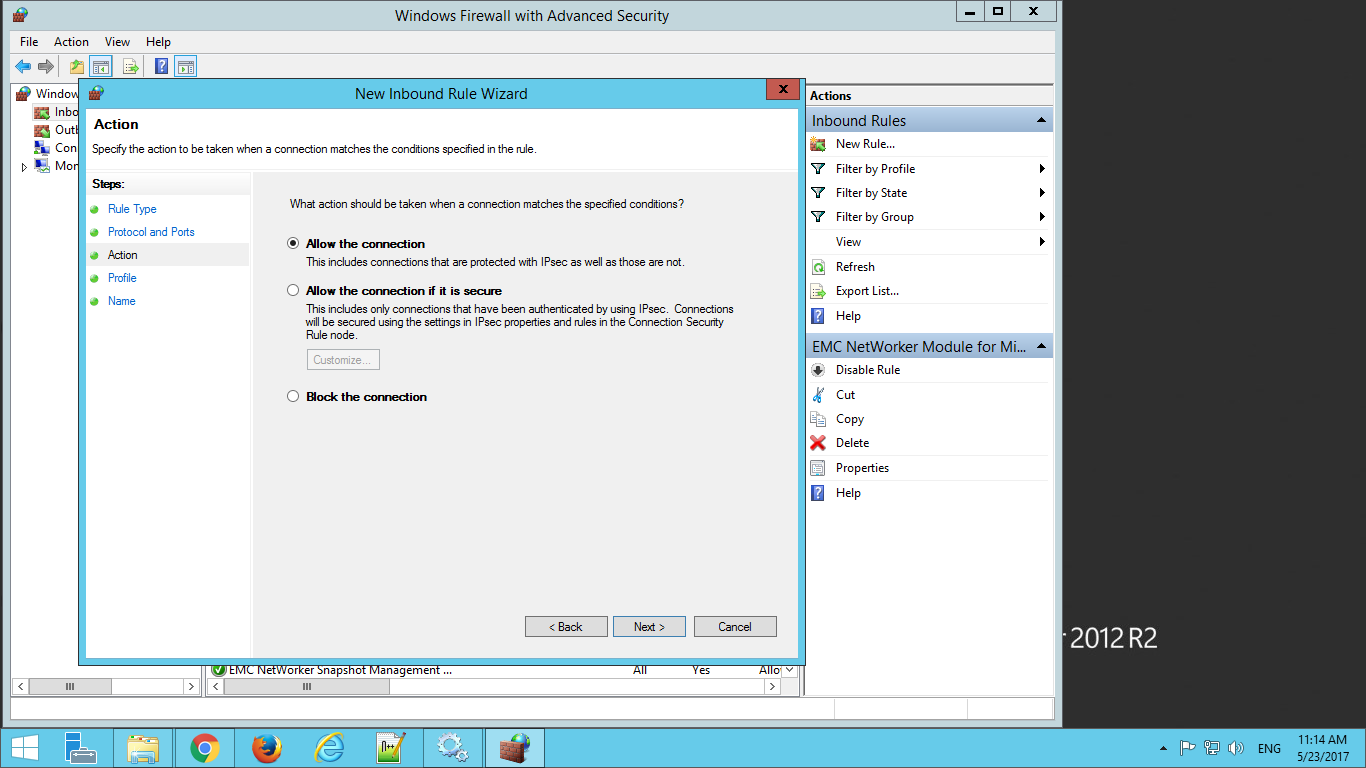 Windows Firewall with Advanced Security
File Action View Help
Window
Inbo
Outb
Con
Mon
New Inbound Rule Wizard
Action
Specify the action to be taken when a connection matches the conditions specified in the rule.
Steps:
Rule Type
Protocol and Ports
Action
Profile
Name
What action should be taken when a connection matches the specified conditions?
Allow the connection
This includes connections that are protected with IPsec as well as those are not.
Allow the connection if it is secure
This includes only connections that have been authenticated by using IPsec. Connections
will be secured using the settings in IPsec properties and rules in the Connection Security
Rule node.
Customize...
Block the connection
< Back Next > Cancel
EMC NetWorker Snapshot Management ... All Yes Allo
Actions
Inbound Rules
New Rule...
Filter by Profile
Filter by State
Filter by Group
View
Refresh
Export List...
Help
EMC NetWorker Module for Mi...
Disable Rule
Cut
Copy
Delete
Properties
Help
2012 R2
ENG
11:14 AM
5/23/2017